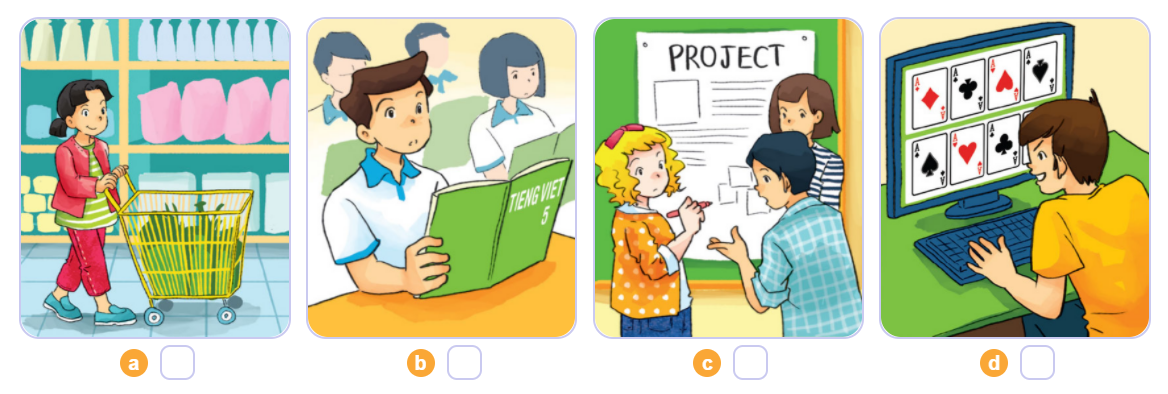 PROJECT
TIENG VIET
5
A A A A
A A A
a b c d